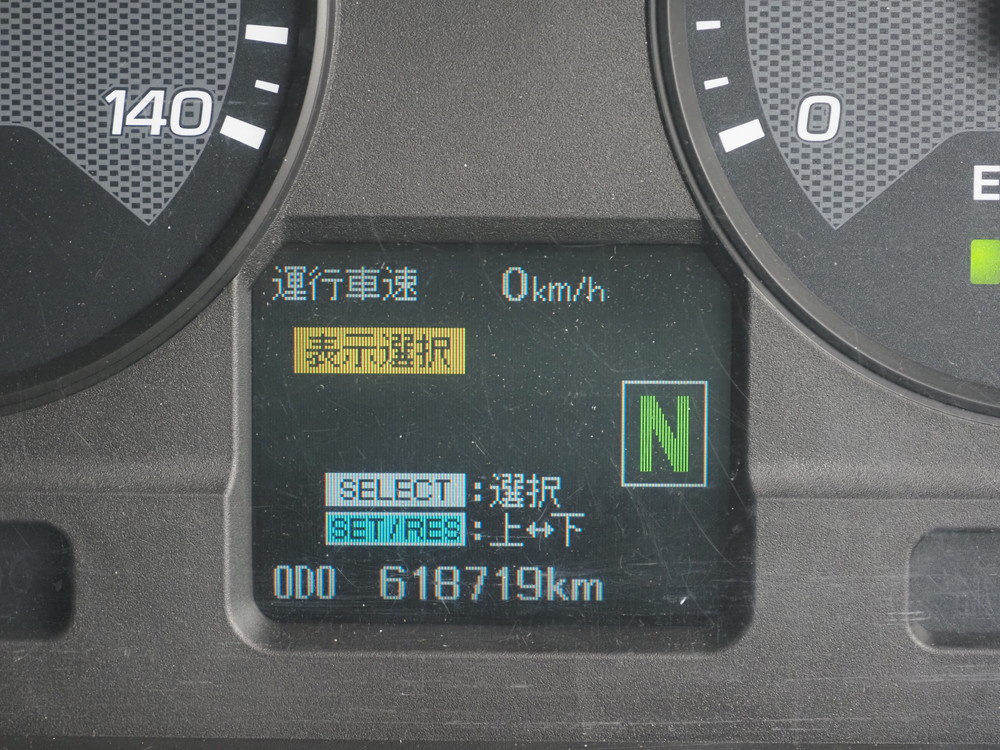 140
0
E
運行車速 0km/h
表示選択
N
SELECT:選択
SET/RES:上↔下
ODO 618719km